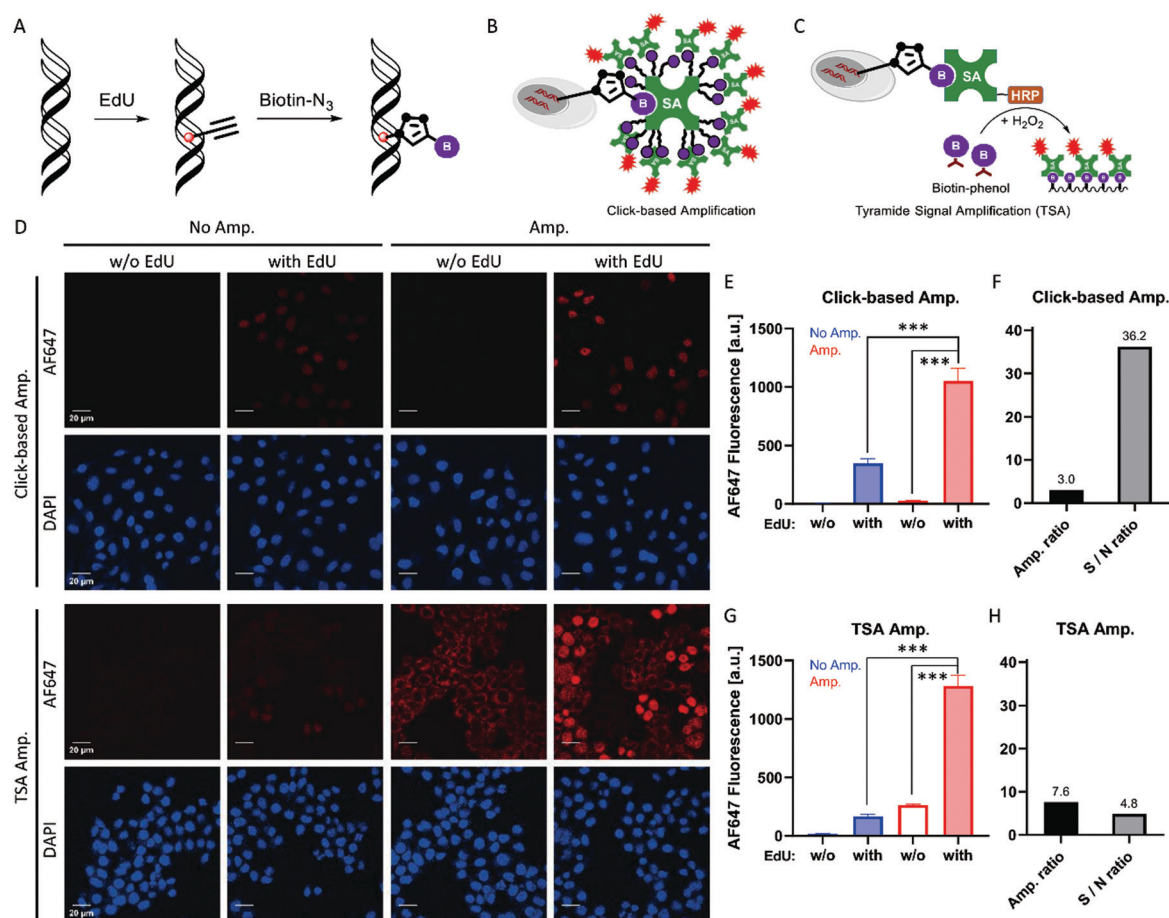 A
EdU
Biotin-N3
B
B
B
SA
Click-based Amplification
C
B
SA
HRP
+ H2O2
B
B
Biotin-phenol
SA
SA
SA
B
B
B
B
B
Tyramide Signal Amplification (TSA)
D
No Amp.
Amp.
w/o EdU
with EdU
w/o EdU
with EdU
Click-based Amp.
AF647
20 μm
DAPI
20 μm
TSA Amp.
AF647
20 μm
DAPI
20 μm
E
Click-based Amp.
AF647 Fluorescence [a.u.]
1500
1000
500
0
No Amp.
Amp.
***
***
EdU: w/o with w/o with
F
Click-based Amp.
40
30
20
10
0
3.0
36.2
Amp. ratio
S / N ratio
G
TSA Amp.
AF647 Fluorescence [a.u.]
1500
1000
500
0
No Amp.
Amp.
***
***
EdU: w/o with w/o with
H
TSA Amp.
40
30
20
10
0
7.6
4.8
Amp. ratio
S / N ratio